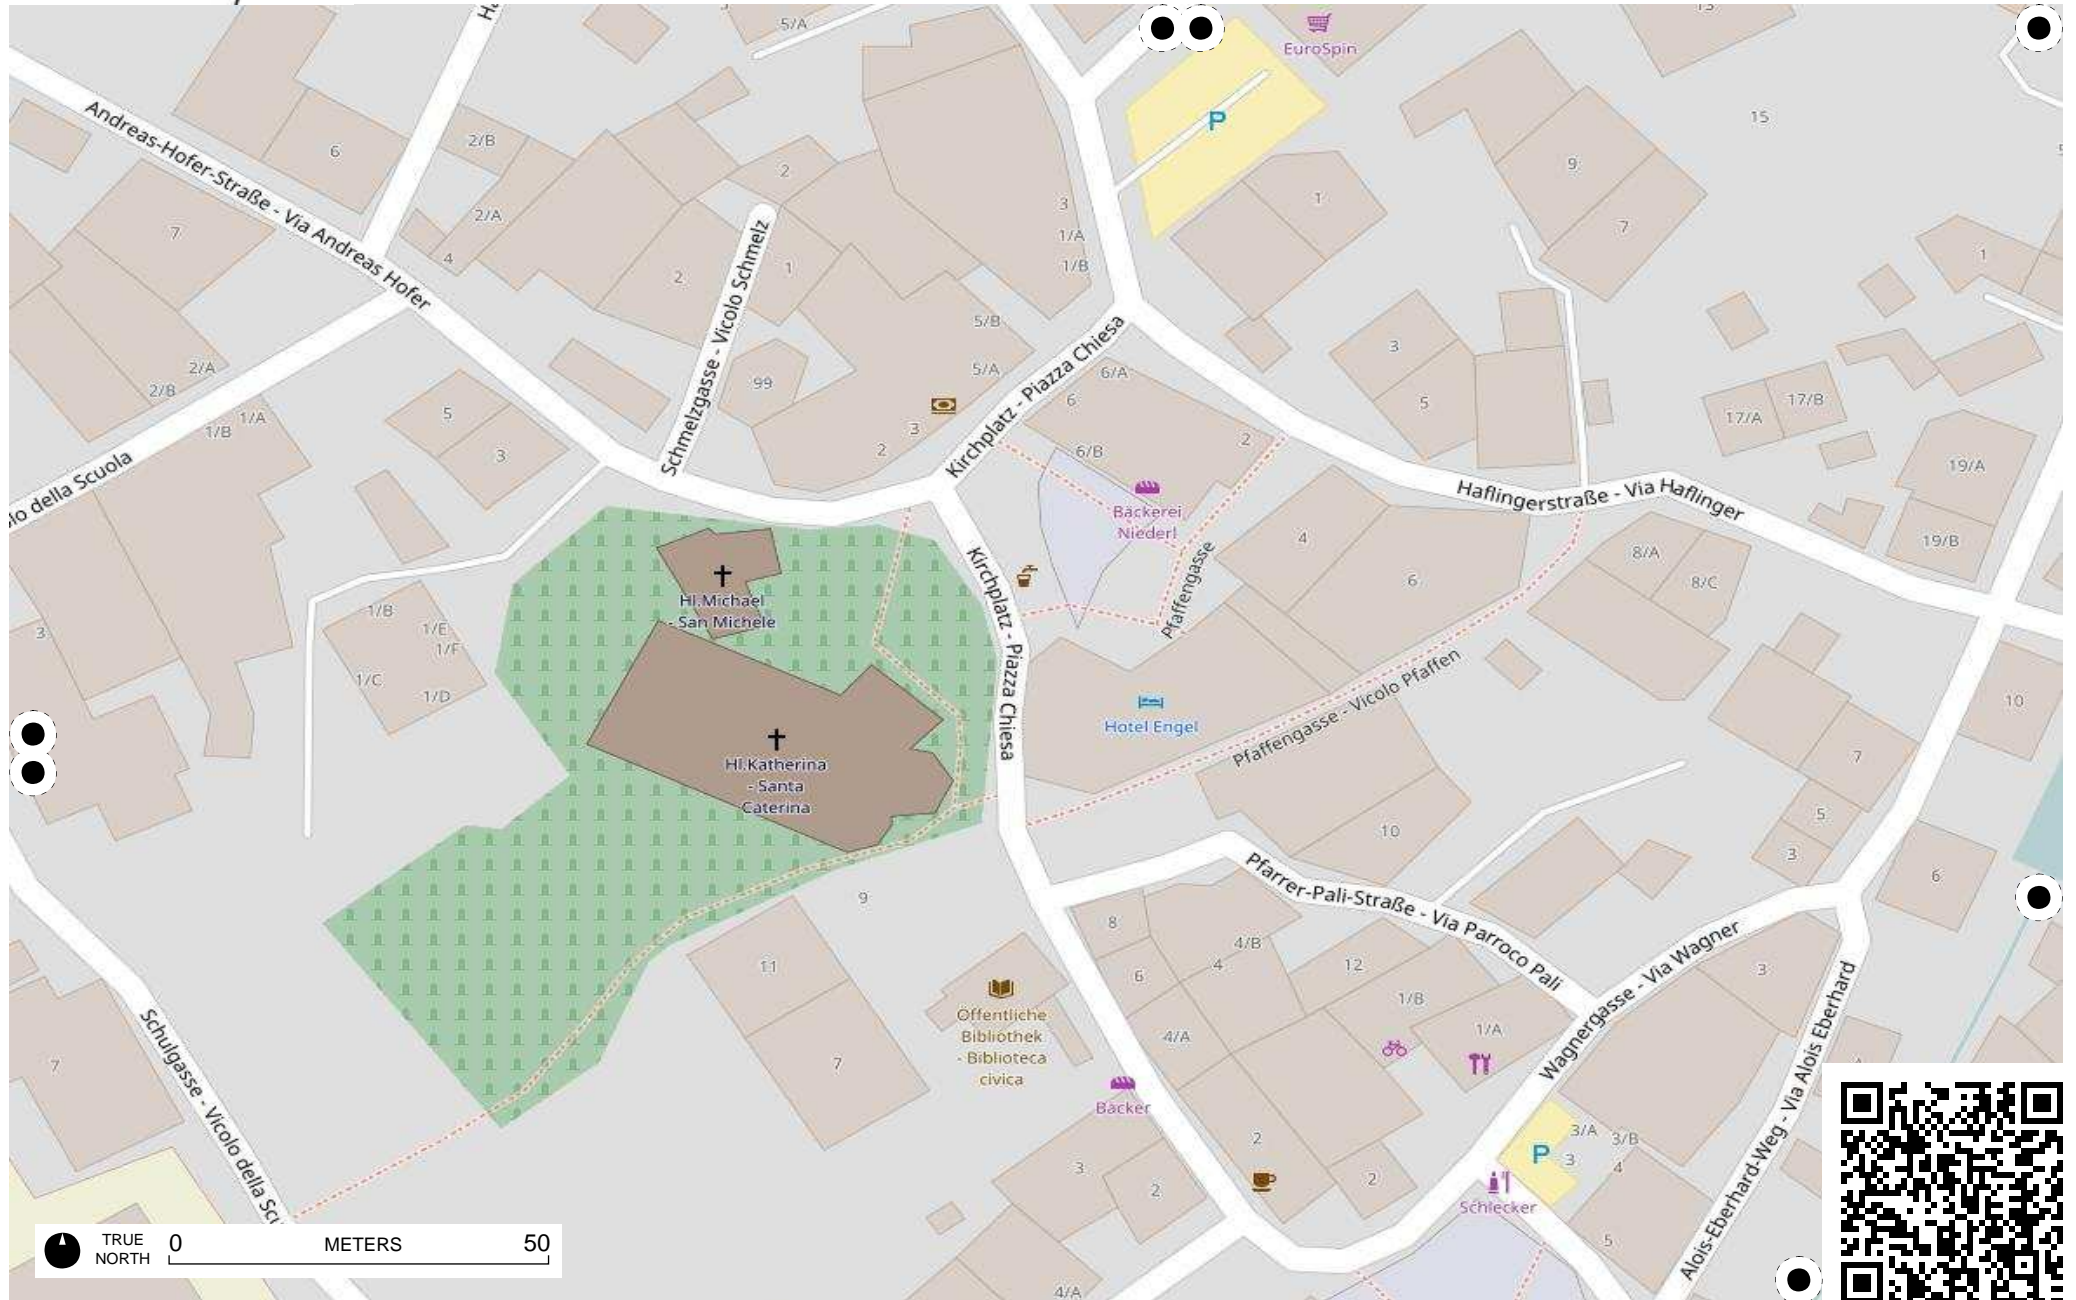 5/A
EuroSpin
13
P
15
Andreas-Hofer-Straße - Via Andreas Hofer
6
2/B
2/A
4
7
2
2
1
3
1/A
1/B
1
9
7
1
Schmelzgasse - Vicolo Schmelz
99
5/B
5/A
3
2
Kirchplatz - Piazza Chiesa
6/A
6
6/B
2
3
5
17/A
17/B
19/A
19/B
2/A
2/B
1/A
1/B
5
3
io della Scuola
Bäckerei
Niederl
Haflingerstraße - Via Haflinger
4
6
8/A
8/C
Pfaffengasse
Kirchplatz - Piazza Chiesa
Hl.Michael
- San Michele
1/B
1/E
1/F
1/C
1/D
3
Hl.Katherina
- Santa
Caterina
Hotel Engel
Pfaffengasse - Vicolo Pfaffen
10
7
5
3
6
10
Pfarrer-Pali-Straße - Via Parroco Pali
9
11
7
8
6
4/B
4
12
1/B
1/A
4/A
Öffentliche
Bibliothek
- Biblioteca
civica
Bäcker
Wagnergasse - Via Wagner
3
Alois-Eberhard-Weg - Via Alois Eberhard
7
Schulgasse - Vicolo della Scu
3
2
2
2
P
3/A
3
3/B
4
Schlecker
5
4/A
TRUE
NORTH
0 METERS 50